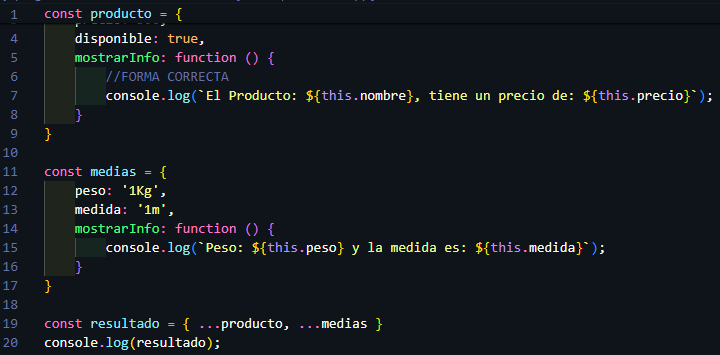 1 const producto = {
4 disponible: true,
5 mostrarInfo: function () {
6 //FORMA CORRECTA
7 console.log(`El Producto: ${this.nombre}, tiene un precio de: ${this.precio}`);
8 }
9 }
10
11 const medias = {
12 peso: '1Kg',
13 medida: '1m',
14 mostrarInfo: function () {
15 console.log(`Peso: ${this.peso} y la medida es: ${this.medida}`);
16 }
17 }
18
19 const resultado = { ...producto, ...medias }
20 console.log(resultado);